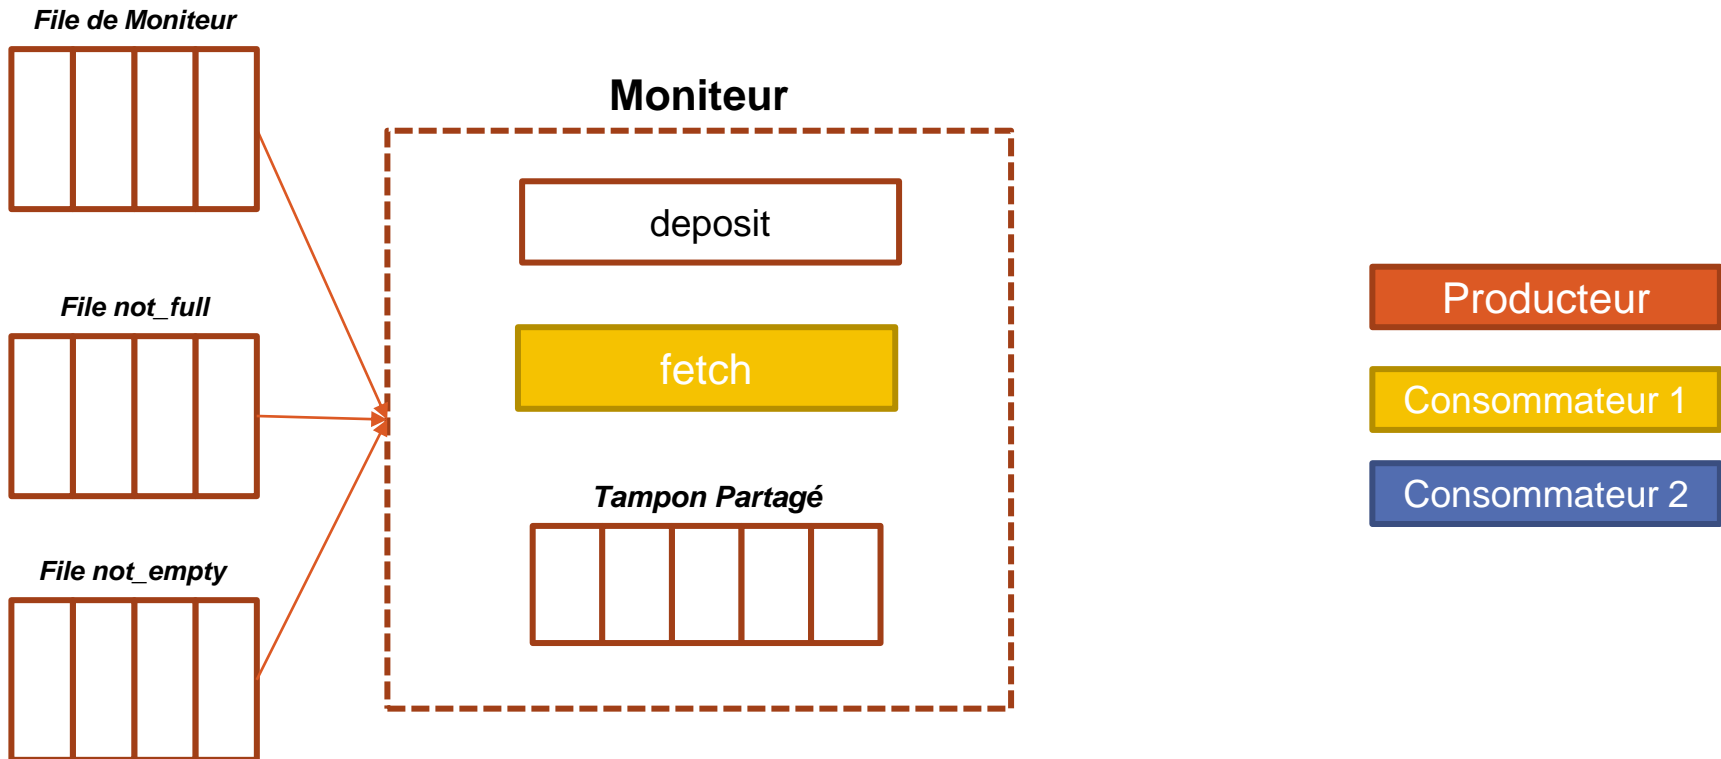 File de Moniteur
Moniteur
deposit
File not_full
fetch
Tampon Partagé
File not_empty
Producteur
Consommateur 1
Consommateur 2